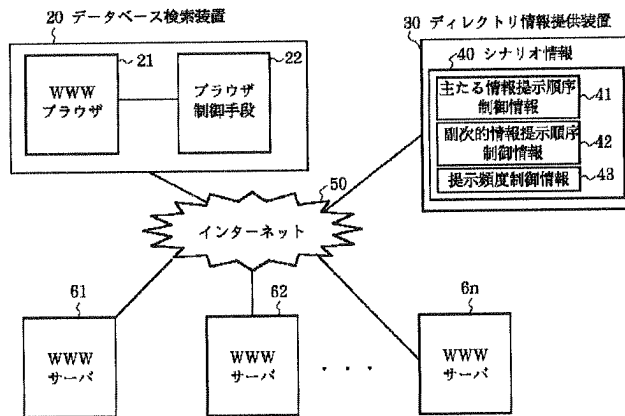 20 データベース検索装置
21
WWW
ブラウザ
22
ブラウザ
制御手段
30 ディレクトリ情報提供装置
40 シナリオ情報
主たる情報提示順序
制御情報
41
副次的情報提示順序
制御情報
42
提示頻度制御情報
43
50
インターネット
61
WWW
サーバ
62
WWW
サーバ
・・・
6n
WWW
サーバ